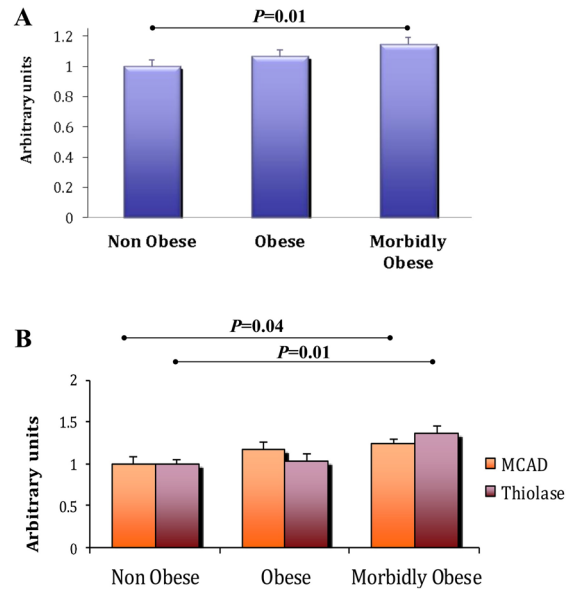 A
P=0.01
Arbitrary units
1.2
1
0.8
0.6
0.4
0.2
0
Non Obese
Obese
Morbidly
Obese
B
P=0.04
P=0.01
Arbitrary units
2
1.5
1
0.5
0
MCAD
Thiolase
Non Obese
Obese
Morbidly Obese